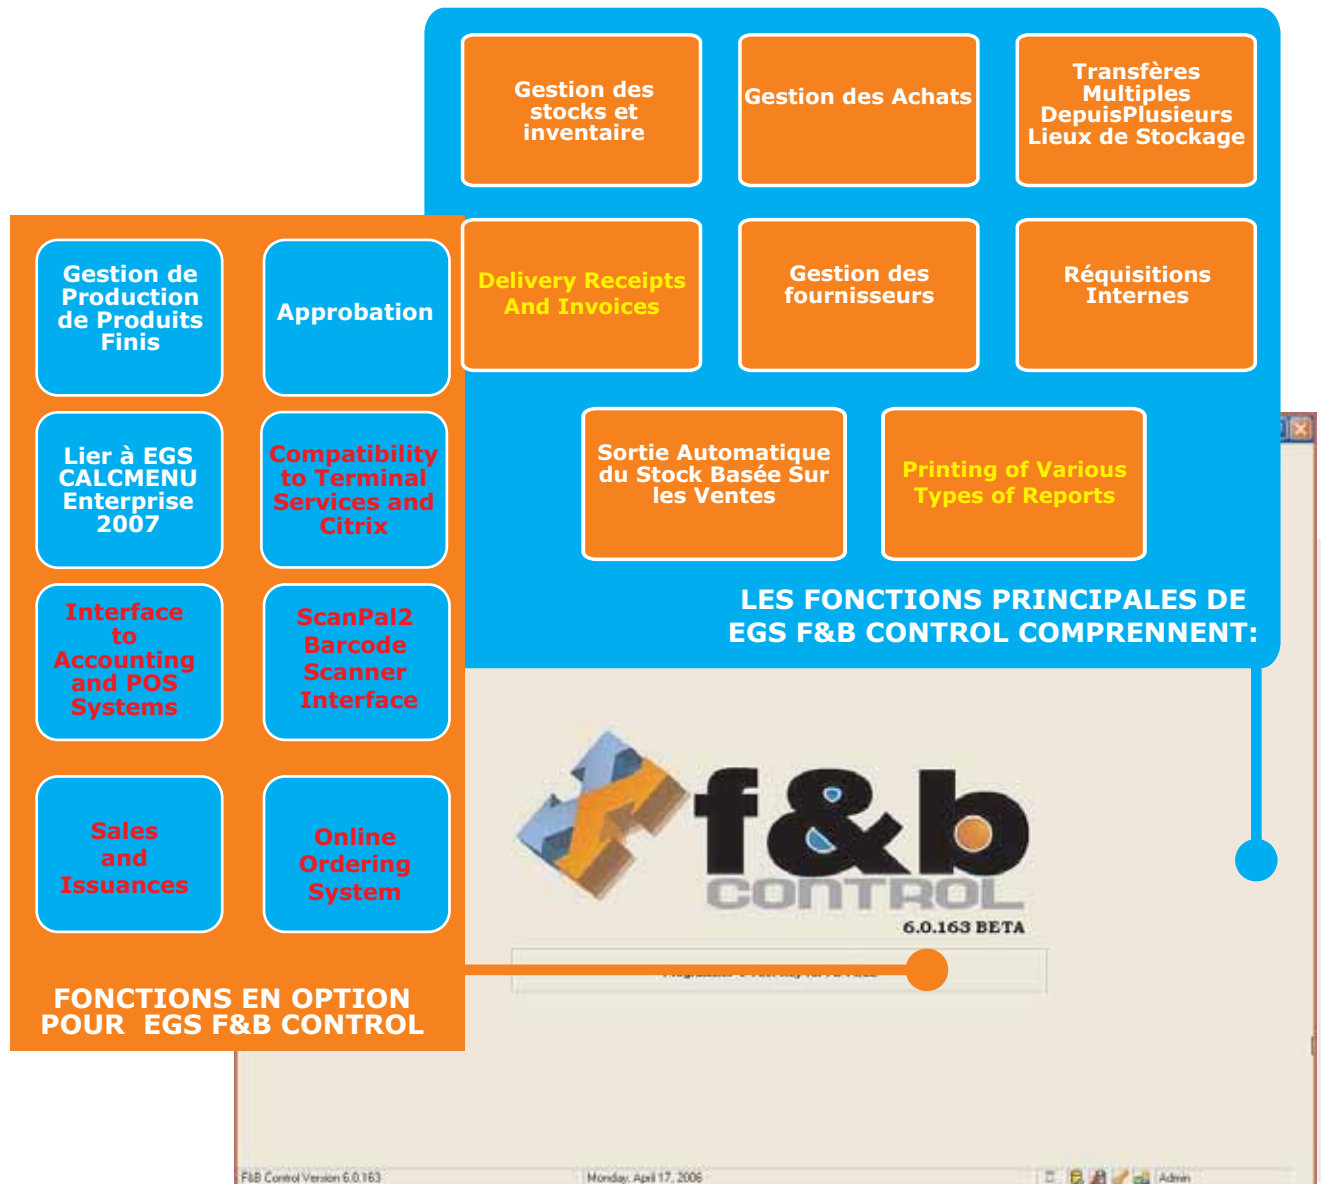 Gestion des
stocks et
inventaire
Gestion des Achats
Transfères
Multiples
DepuisPlusieurs
Lieux de Stockage
Delivery Receipts
And Invoices
Gestion des
fournisseurs
Réquisitions
Internes
Sortie Automatique
du Stock Basée Sur
les Ventes
Printing of Various
Types of Reports
LES FONCTIONS PRINCIPALES DE
EGS F&B CONTROL COMPRENNENT:
Gestion de
Production
de Produits
Finis
Approbation
Lier à EGS
CALCMENU
Enterprise
2007
Compatibility
to Terminal
Services and
Citrix
Interface
to
Accounting
and POS
Systems
ScanPal2
Barcode
Scanner
Interface
Sales
and
Issuances
Online
Ordering
System
FONCTIONS EN OPTION
POUR EGS F&B CONTROL
f&b
CONTROL
6.0.163 BETA
F&B Control Version 6.0.163
Monday, April 17, 2006
Admin